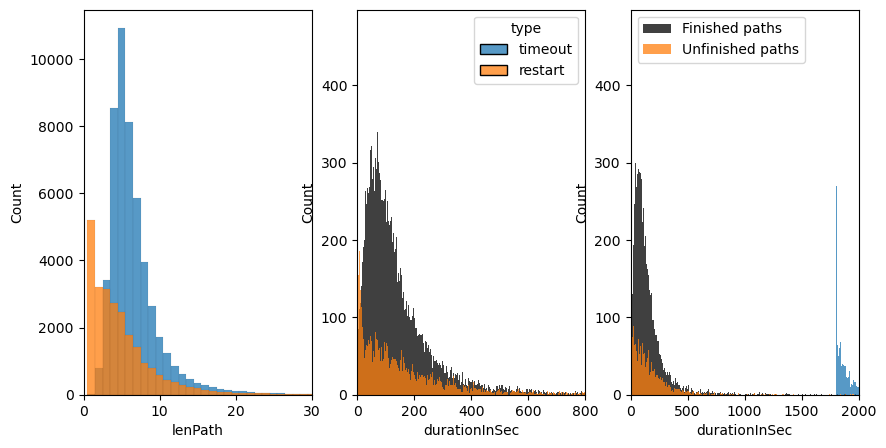 Count
10000
8000
6000
4000
2000
0
0 10 20 30
lenPath
type
timeout
restart
Count
400
300
200
100
0
0 200 400 600 800
durationInSec
Finished paths
Unfinished paths
Count
400
300
200
100
0
0 500 1000 1500 2000
durationInSec